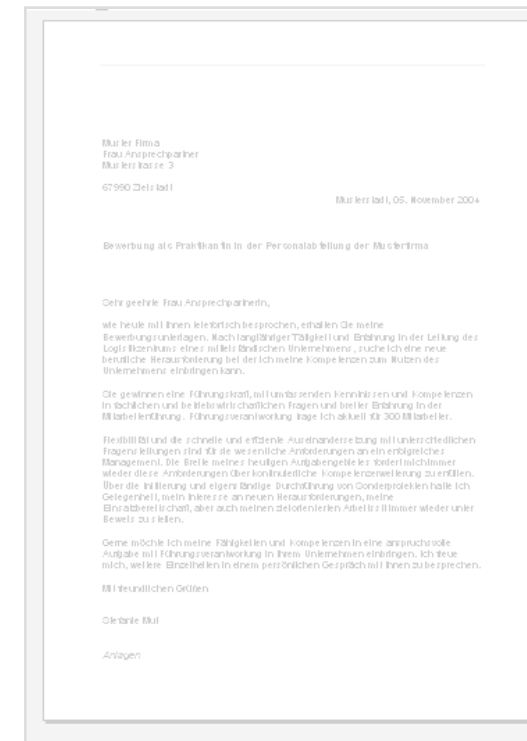 Muster Firma
Frau Ansprechpartner
Musterstrasse 3
67990 Zielstadt
Musterstadt, 05. November 2004
Bewerbung als Praktikantin in der Personalabteilung der Musterfirma
Sehr geehrte Frau Ansprechpartnerin,
wie heute mit Ihnen telefonisch besprochen, erhalten Sie meine
Bewerbungsunterlagen. Nach langjähriger Tätigkeit und Erfahrung in der Leitung des
Logistikzentrums eines mittelständischen Unternehmens, suche ich eine neue
berufliche Herausforderung bei der ich meine Kompetenzen zum Nutzen des
Unternehmens einbringen kann.
Sie gewinnen eine Führungskraft, mit umfassenden Kenntnissen und Kompetenzen
in fachlichen und betriebswirtschaftlichen Fragen und breiter Erfahrung in der
Mitarbeiterführung. Führungsverantwortung trage ich aktuell für 300 Mitarbeiter.
Flexibilität und die schnelle und effiziente Auseinandersetzung mit unterschiedlichen
Fragenstellungen sind für sie wesentliche Anforderungen an ein erfolgreiches
Management. Die Breite meines heutigen Aufgabengebietes fordert mich immer
wieder diese Anforderungen über kontinuierliche Kompetenzerweiterung zu erfüllen.
Über die Initiierung und eigenständige Durchführung von Sonderprojekten hatte ich
Gelegenheit, mein Interesse an neuen Herausforderungen, meine
Einsatzbereitschaft, aber auch meinen zielorientierten Arbeitsstil immer wieder unter
Beweis zu stellen.
Gerne möchte ich meine Fähigkeiten und Kompetenzen in eine anspruchsvolle
Aufgabe mit Führungsverantwortung in Ihrem Unternehmen einbringen. Ich freue
mich, weitere Einzelheiten in einem persönlichen Gespräch mit Ihnen zu besprechen.
Mit freundlichen Grüßen
Stefanie
Anlagen